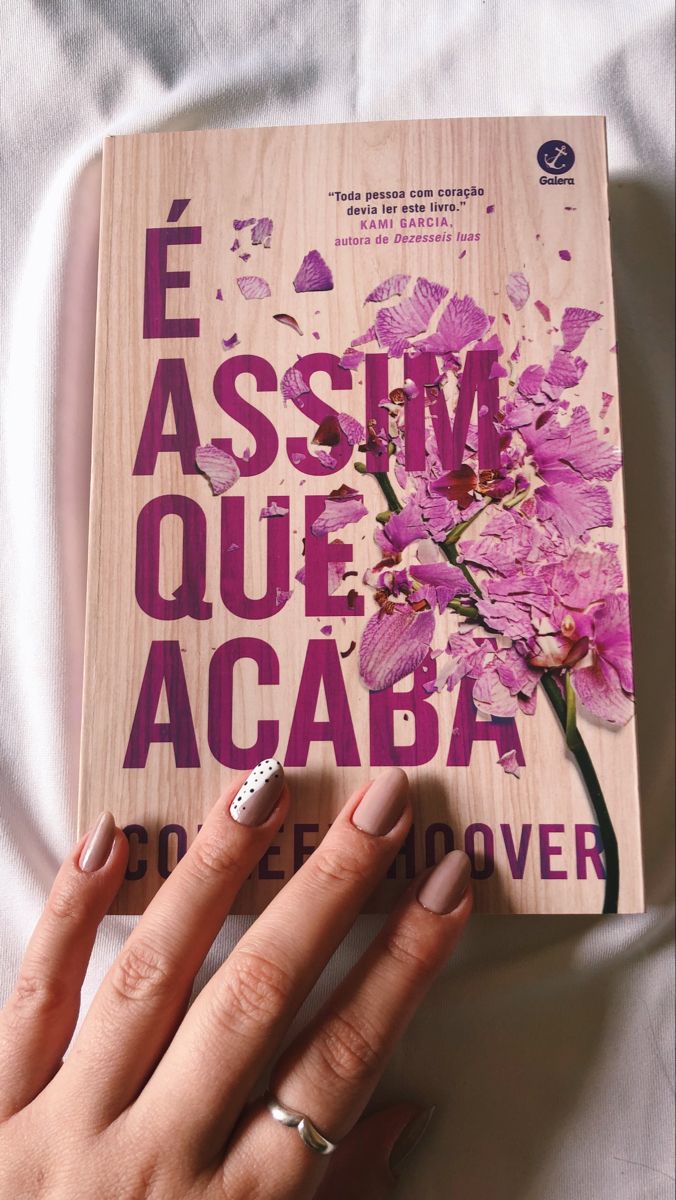 Galera
“Toda pessoa com coração
devia ler este livro.”
KAMI GARCIA,
autora de Dezesseis luas
É
ASSIM
QUE
ACABA
HOOVER